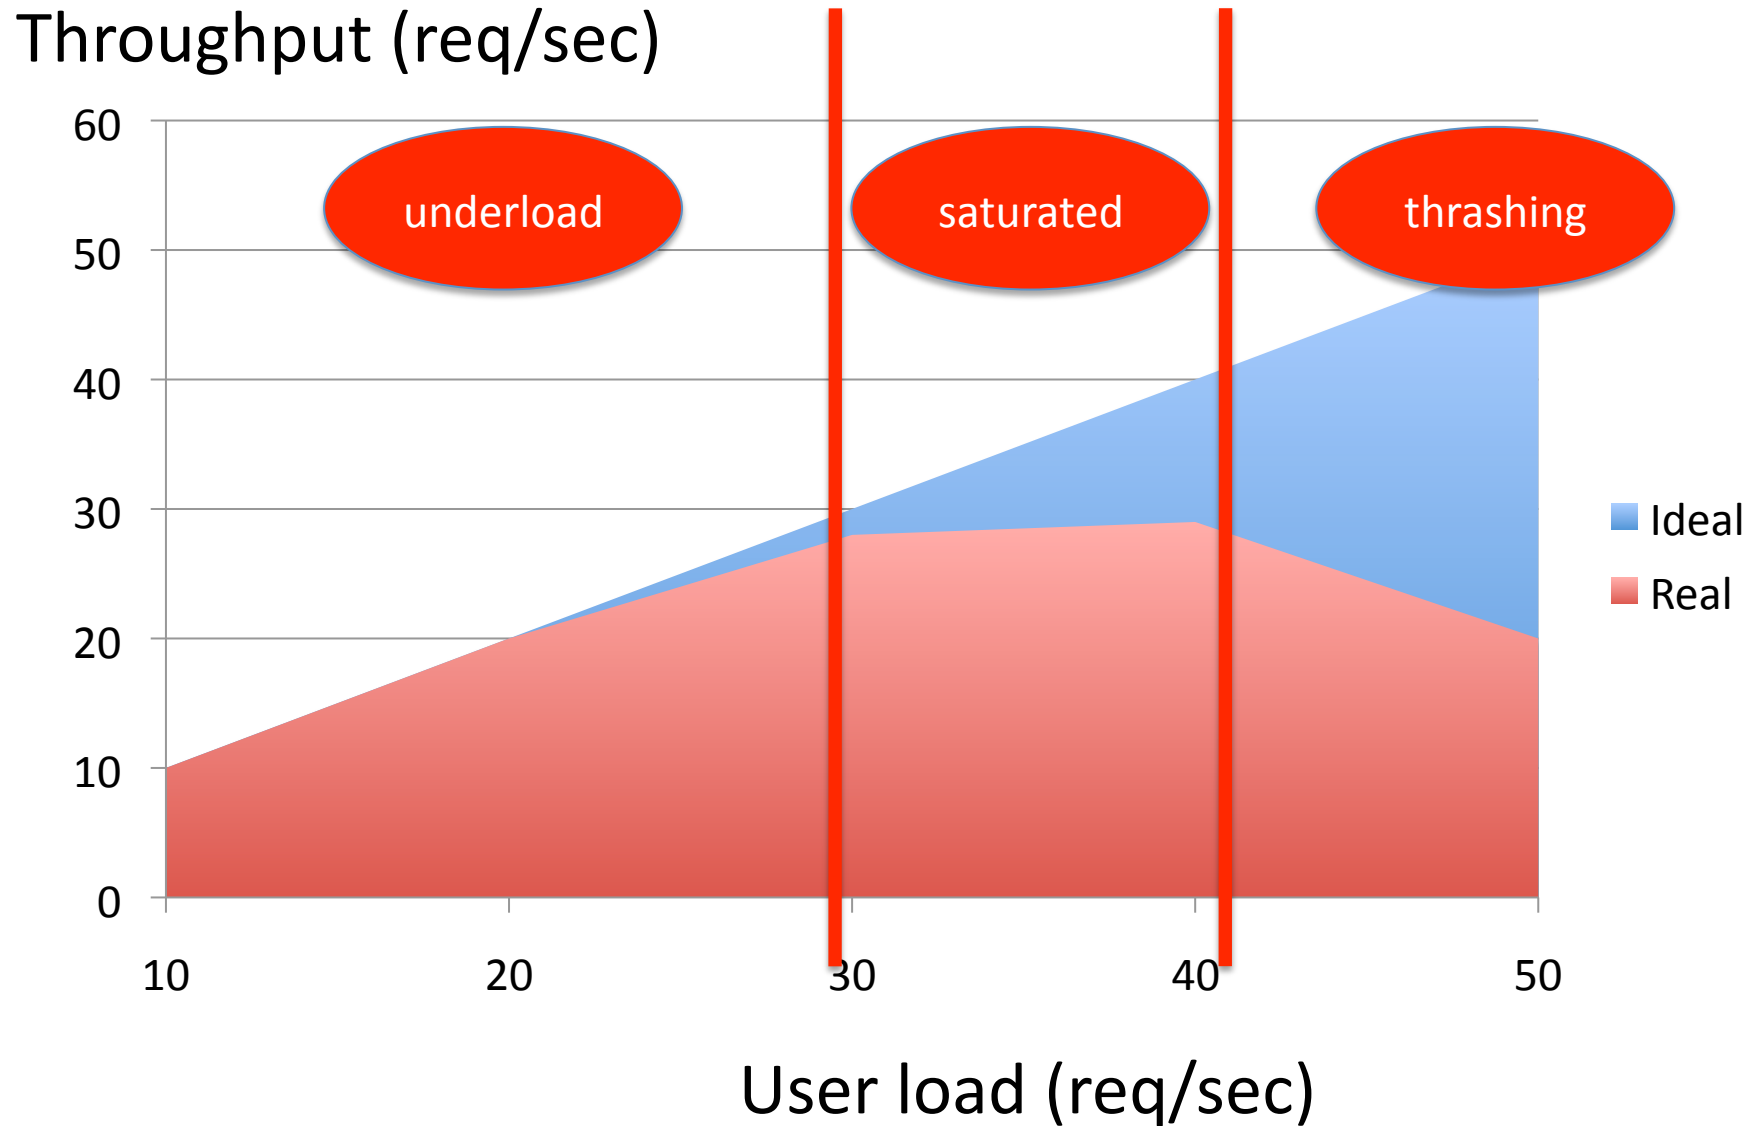 Throughput (req/sec)
60
underload
saturated
thrashing
50
40
30
Ideal
Real
20
10
0
10 20 30 40 50
User load (req/sec)